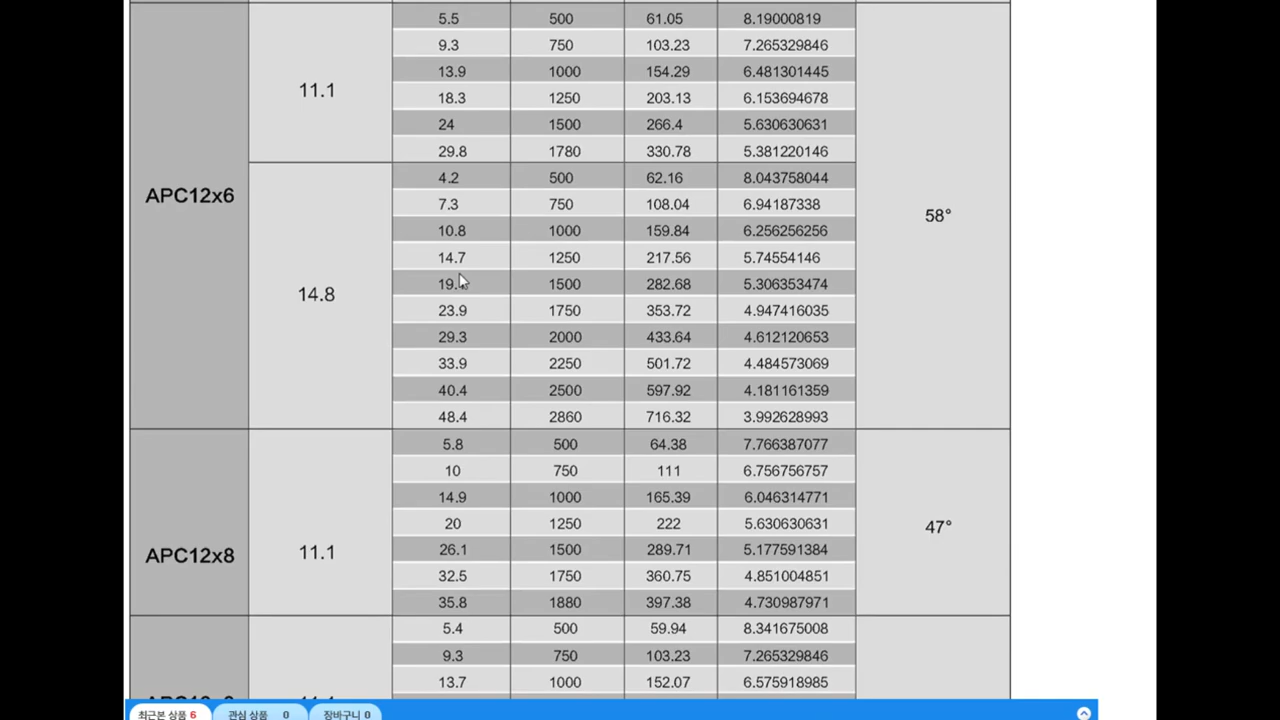 5.5 500 61.05 8.19000819
9.3 750 103.23 7.265329846
11.1 13.9 1000 154.29 6.481301445
18.3 1250 203.13 6.153694678
24 1500 266.4 5.630630631
29.8 1780 330.78 5.381220146
4.2 500 62.16 8.043758044
APC12x6 7.3 750 108.04 6.94187338 58°
10.8 1000 159.84 6.256256256
14.7 1250 217.56 5.74554146
14.8 1500 282.68 5.306353474
23.9 1750 353.72 4.947416035
29.3 2000 433.64 4.612120653
33.9 2250 501.72 4.484573069
40.4 2500 597.92 4.181161359
48.4 2860 716.32 3.992628993
5.8 500 64.38 7.766387077
10 750 111 6.756756757
14.9 1000 165.39 6.046314771
20 1250 222 5.630630631 47°
APC12x8 11.1 26.1 1500 289.71 5.177591384
32.5 1750 360.75 4.851004851
35.8 1880 397.38 4.730987971
5.4 500 59.94 8.341675008
9.3 750 103.23 7.265329846
13.7 1000 152.07 6.575918985
최근본 상품 6 관심 상품 0 장바구니 0